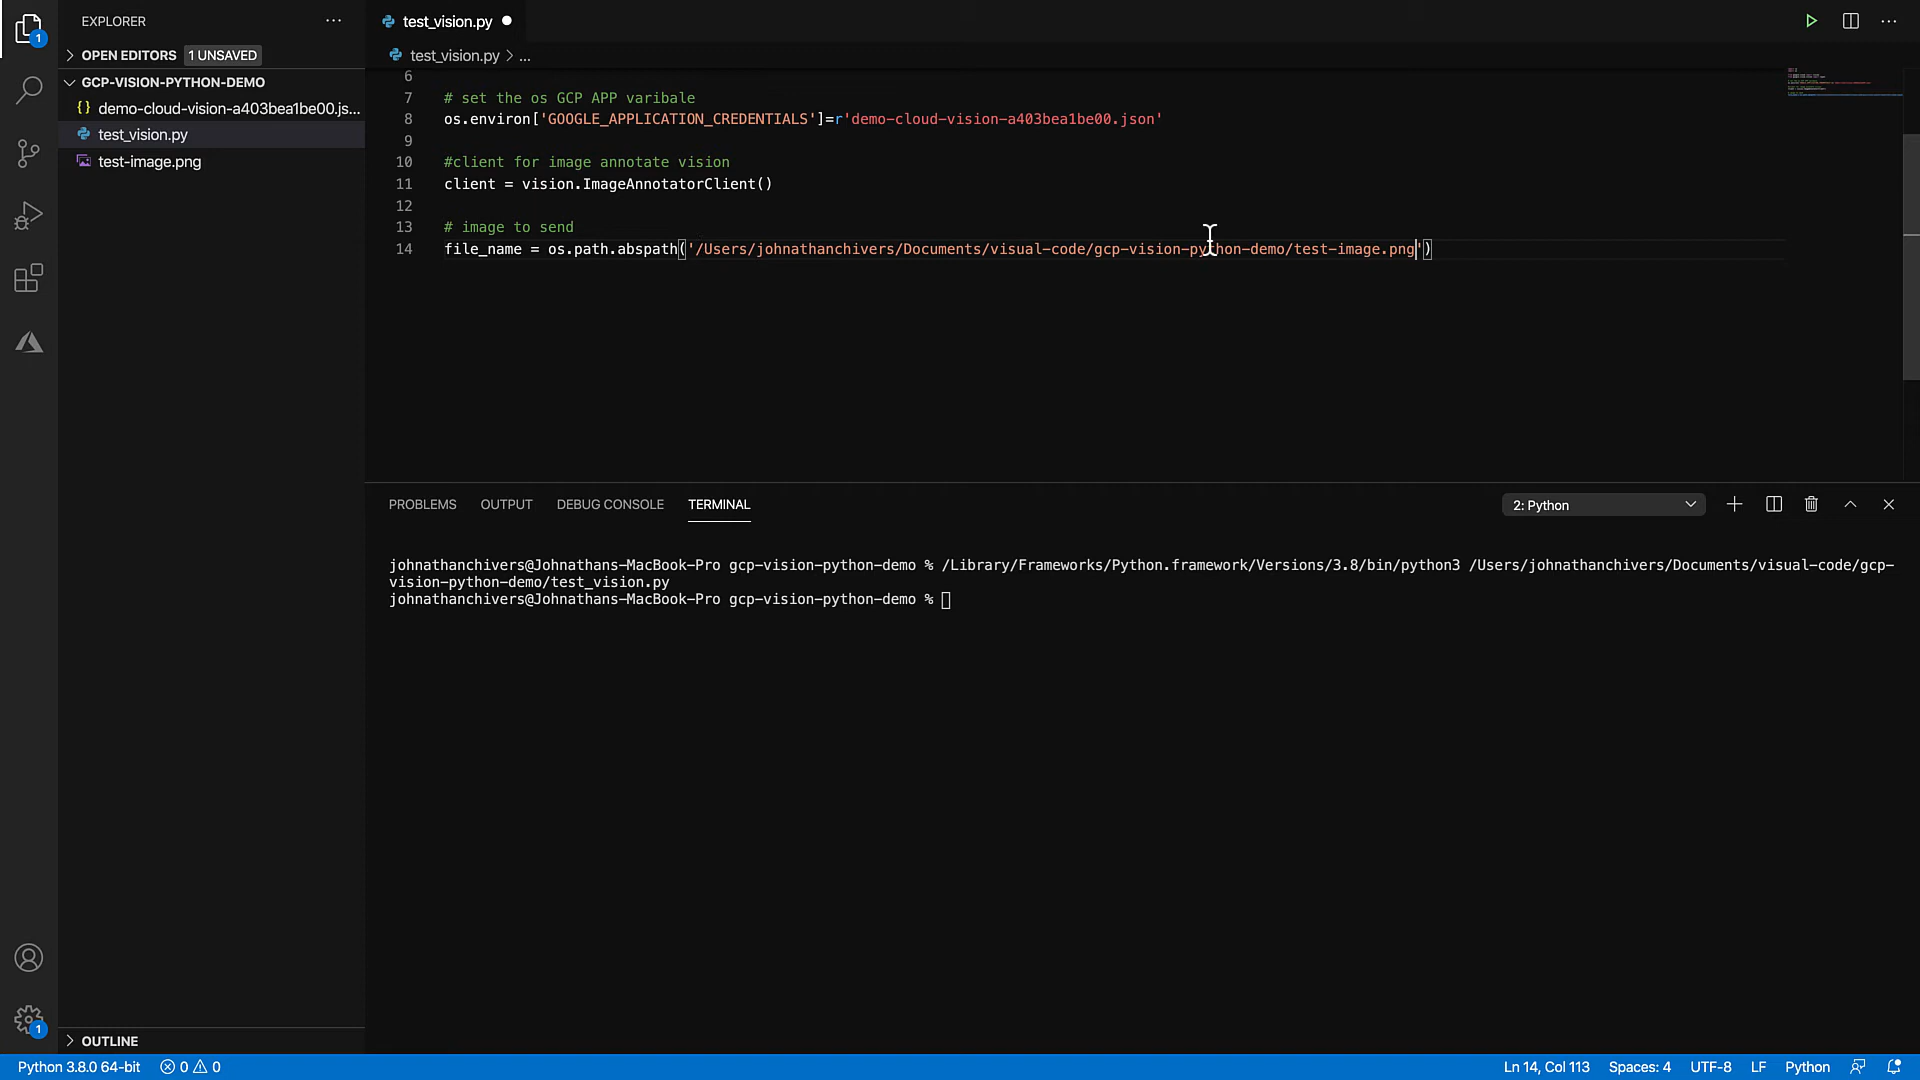 EXPLORER
test_vision.py
OPEN EDITORS 1 UNSAVED
test_vision.py > ...
GCP-VISION-PYTHON-DEMO
demo-cloud-vision-a403bea1be00.js...
test_vision.py
test-image.png
6
7 # set the os GCP APP varibale
8 os.environ['GOOGLE_APPLICATION_CREDENTIALS']=r'demo-cloud-vision-a403bea1be00.json'
9
10 #client for image annotate vision
11 client = vision.ImageAnnotatorClient()
12
13 # image to send
14 file_name = os.path.abspath('/Users/johnathanchivers/Documents/visual-code/gcp-vision-python-demo/test-image.png')
PROBLEMS OUTPUT DEBUG CONSOLE TERMINAL 2: Python
johnathanchivers@Johnathans-MacBook-Pro gcp-vision-python-demo % /Library/Frameworks/Python.framework/Versions/3.8/bin/python3 /Users/johnathanchivers/Documents/visual-code/gcp-
vision-python-demo/test_vision.py
johnathanchivers@Johnathans-MacBook-Pro gcp-vision-python-demo %
1
1
OUTLINE
Python 3.8.0 64-bit 0 0 Ln 14, Col 113 Spaces: 4 UTF-8 LF Python